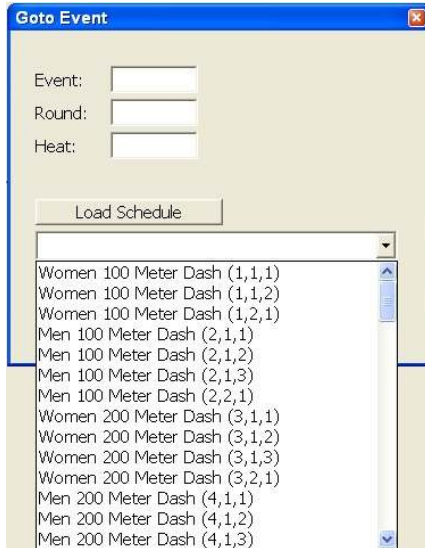 Goto Event
Event:
Round:
Heat:
Load Schedule
Women 100 Meter Dash (1,1,1)
Women 100 Meter Dash (1,1,2)
Women 100 Meter Dash (1,2,1)
Men 100 Meter Dash (2,1,1)
Men 100 Meter Dash (2,1,2)
Men 100 Meter Dash (2,1,3)
Men 100 Meter Dash (2,2,1)
Women 200 Meter Dash (3,1,1)
Women 200 Meter Dash (3,1,2)
Women 200 Meter Dash (3,1,3)
Women 200 Meter Dash (3,2,1)
Men 200 Meter Dash (4,1,1)
Men 200 Meter Dash (4,1,2)
Men 200 Meter Dash (4,1,3)